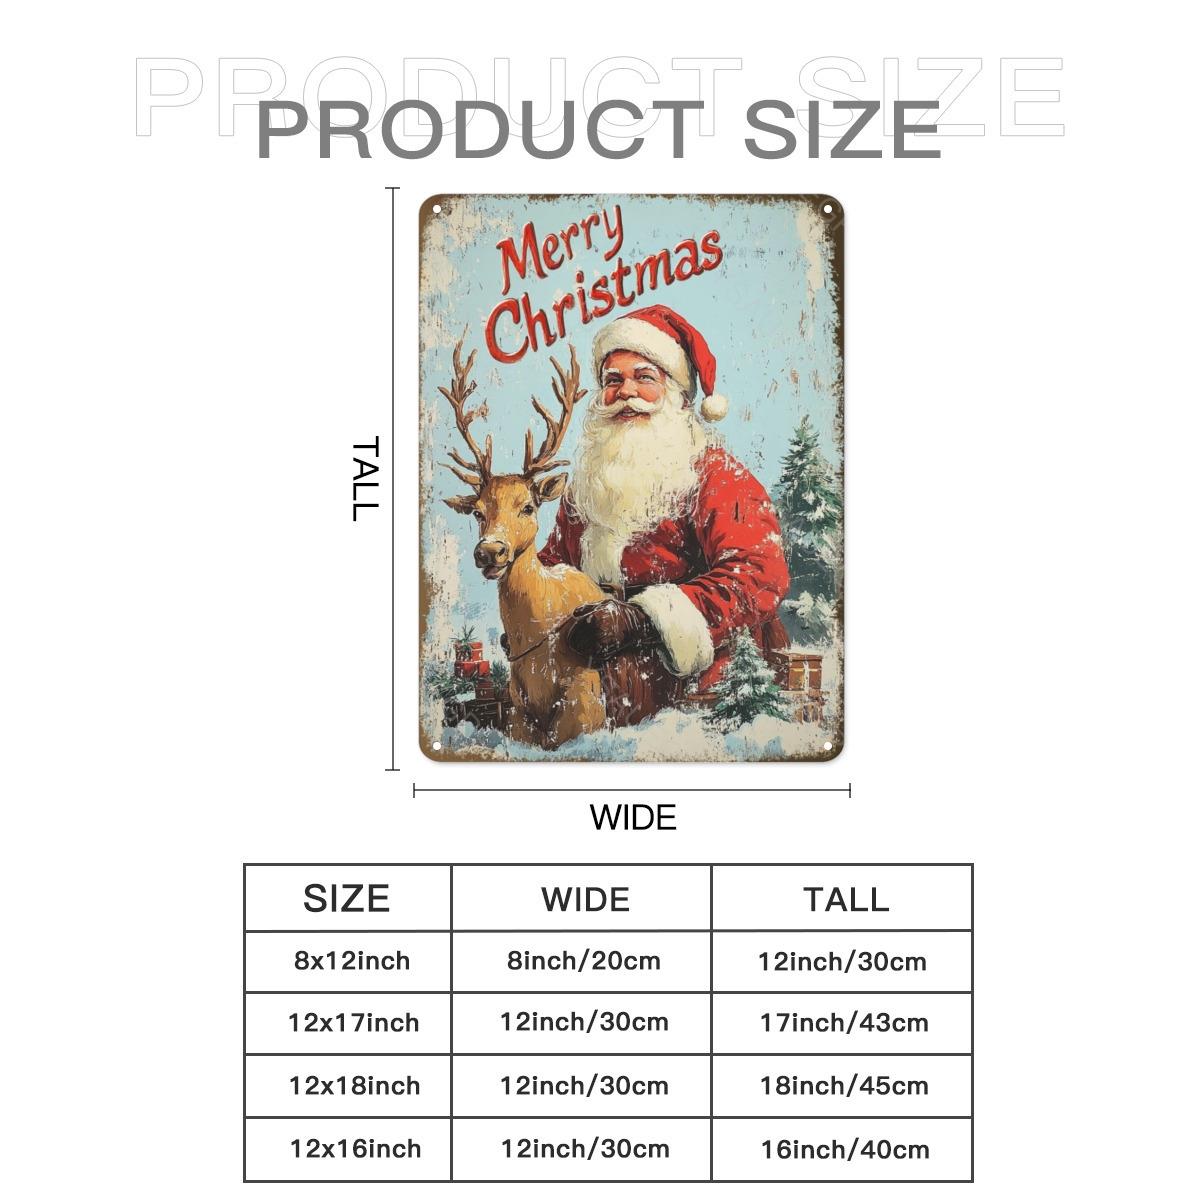 PRODUCT SIZE
PRODUCT SIZE
Merry
Christmas
TALL
WIDE
SIZE WIDE TALL
8x12inch 8inch/20cm 12inch/30cm
12x17inch 12inch/30cm 17inch/43cm
12x18inch 12inch/30cm 18inch/45cm
12x16inch 12inch/30cm 16inch/40cm